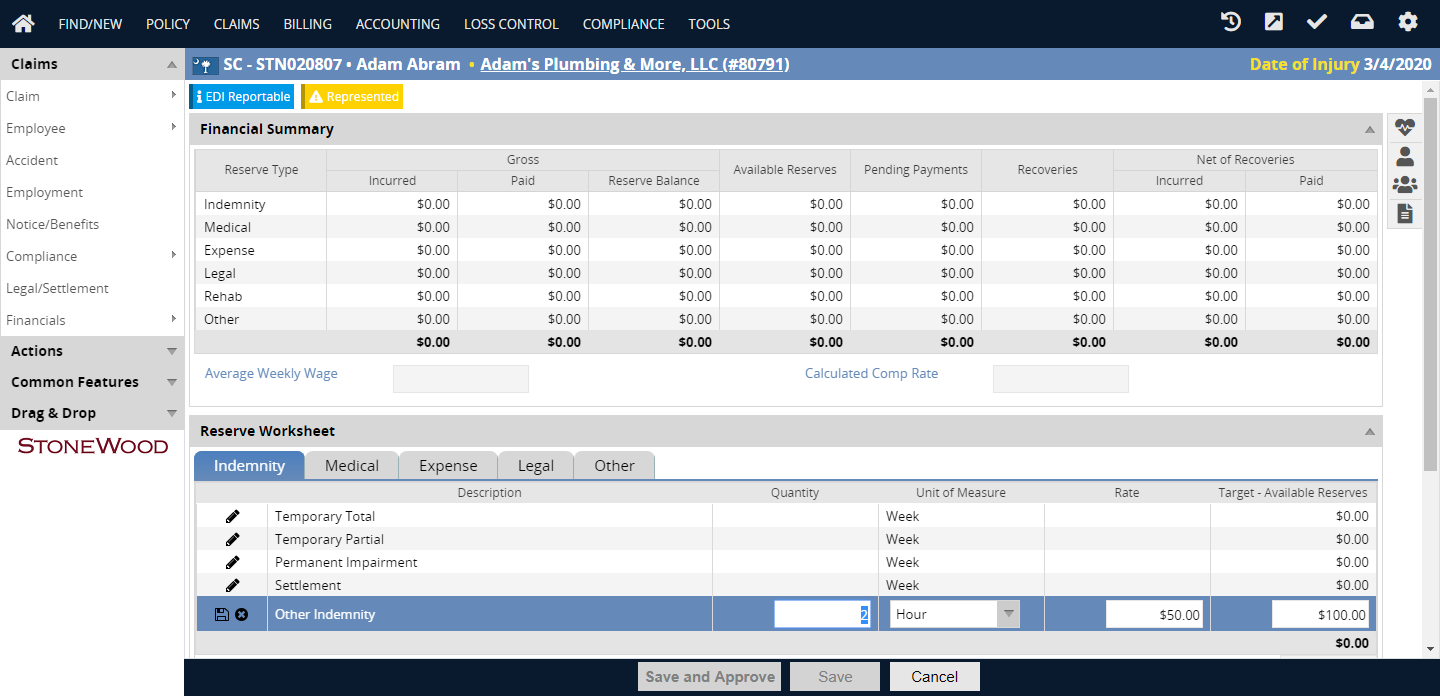 FIND/NEW POLICY CLAIMS BILLING ACCOUNTING LOSS CONTROL COMPLIANCE TOOLS
Claims
SC - STN020807 • Adam Abram • Adam's Plumbing & More, LLC (#80791) Date of Injury 3/4/2020
Claim
Employee
Accident
Employment
Notice/Benefits
Compliance
Legal/Settlement
Financials
Actions
Common Features
Drag & Drop
STONEWOOD
EDI Reportable Represented
Financial Summary
Reserve Type Gross Available Reserves Pending Payments Recoveries Net of Recoveries
Incurred Paid Reserve Balance Incurred Paid
Indemnity $0.00 $0.00 $0.00 $0.00 $0.00 $0.00 $0.00 $0.00
Medical $0.00 $0.00 $0.00 $0.00 $0.00 $0.00 $0.00 $0.00
Expense $0.00 $0.00 $0.00 $0.00 $0.00 $0.00 $0.00 $0.00
Legal $0.00 $0.00 $0.00 $0.00 $0.00 $0.00 $0.00 $0.00
Rehab $0.00 $0.00 $0.00 $0.00 $0.00 $0.00 $0.00 $0.00
Other $0.00 $0.00 $0.00 $0.00 $0.00 $0.00 $0.00 $0.00
$0.00 $0.00 $0.00 $0.00 $0.00 $0.00 $0.00 $0.00
Average Weekly Wage Calculated Comp Rate
Reserve Worksheet
Indemnity Medical Expense Legal Other
Description Quantity Unit of Measure Rate Target - Available Reserves
Temporary Total Week $0.00
Temporary Partial Week $0.00
Permanent Impairment Week $0.00
Settlement Week $0.00
Other Indemnity 2 Hour $50.00 $100.00
$0.00
Save and Approve Save Cancel